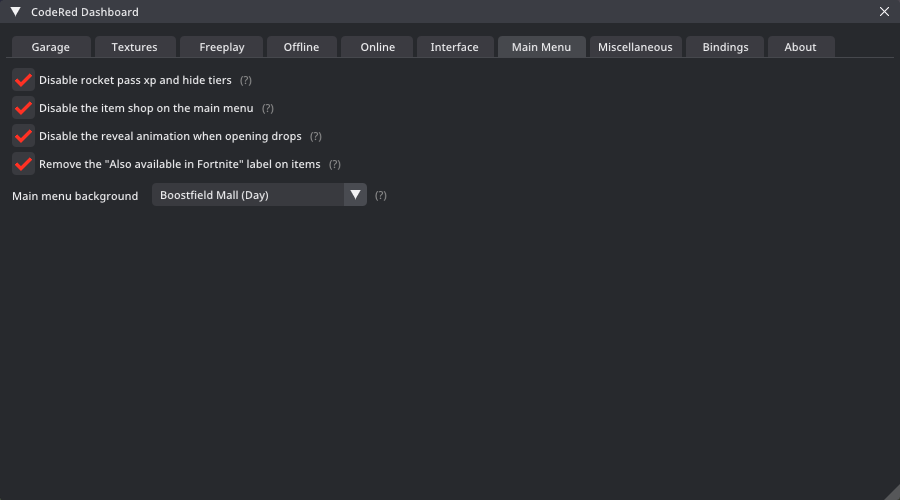 CodeRed Dashboard
Garage Textures Freeplay Offline Online Interface Main Menu Miscellaneous Bindings About
Disable rocket pass xp and hide tiers (?)
Disable the item shop on the main menu (?)
Disable the reveal animation when opening drops (?)
Remove the "Also available in Fortnite" label on items (?)
Main menu background Boostfield Mall (Day) (?)